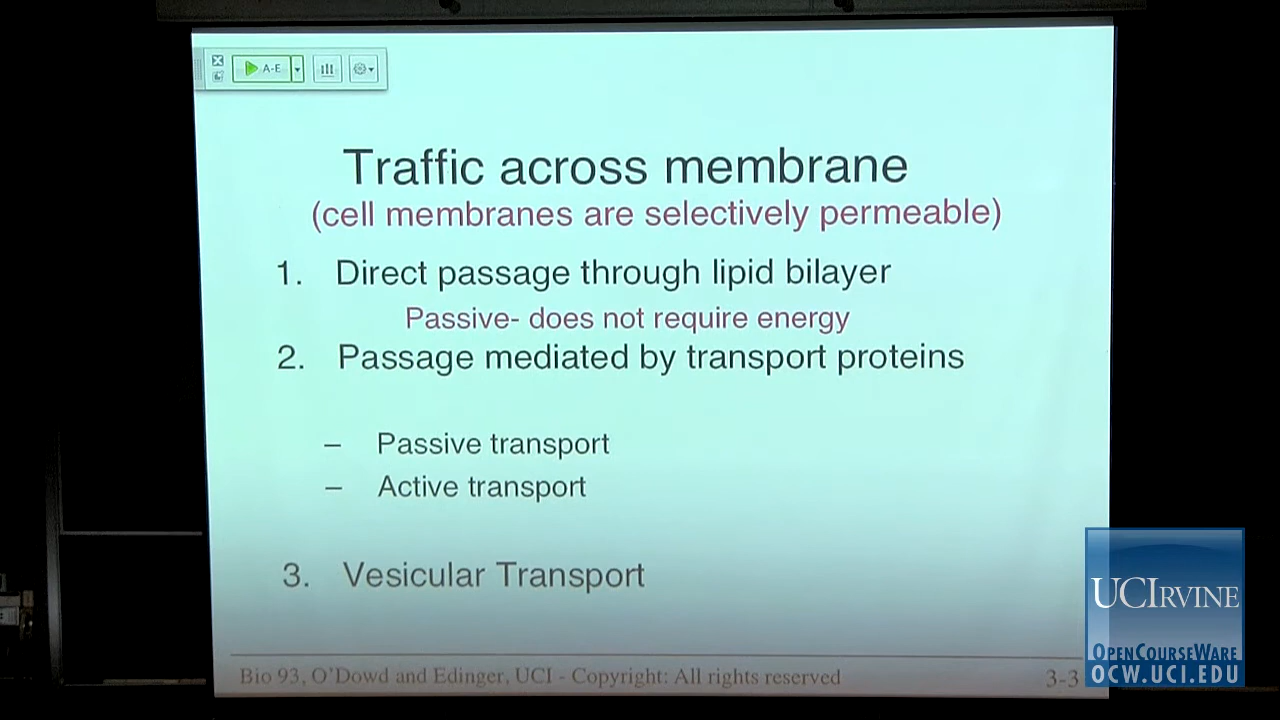 A-E
Traffic across membrane
(cell membranes are selectively permeable)
1. Direct passage through lipid bilayer
Passive- does not require energy
2. Passage mediated by transport proteins
– Passive transport
– Active transport
3. Vesicular Transport
Bio 93, O'Dowd and Edinger, UCI - Copyright: All rights reserved
3-3
UCIRVINE
OPENCOURSEWARE
OCW.UCI.EDU